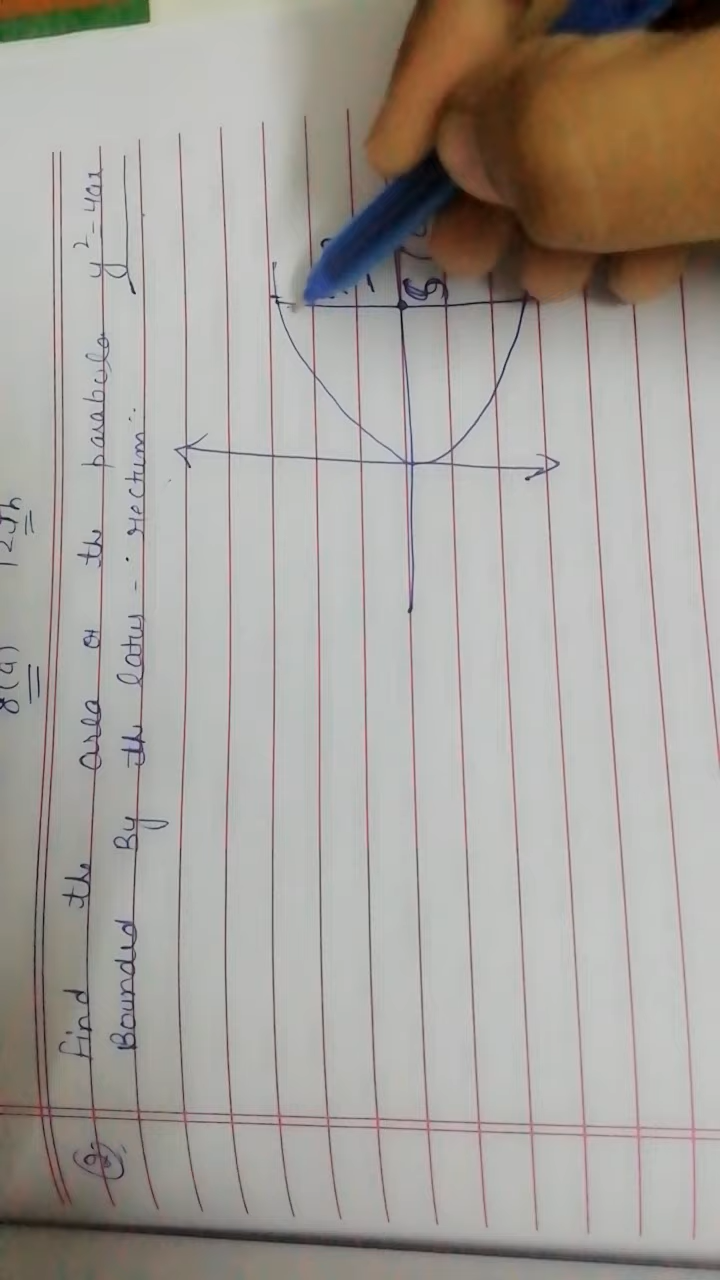 8(a) 12th
Q. Find the area of the parabola y²=4ax
Bounded By the latus - rectum.